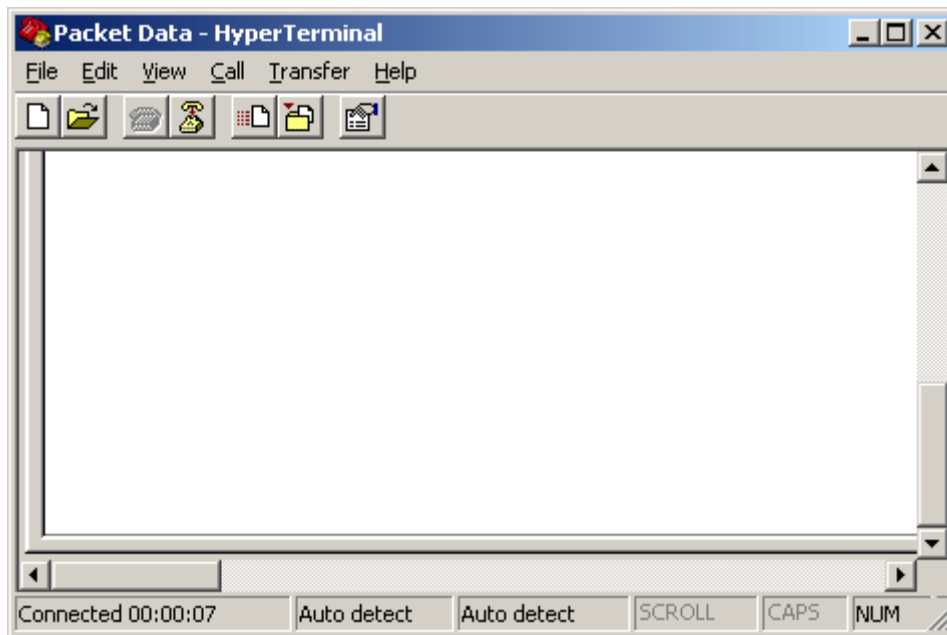 Packet Data - HyperTerminal
File Edit View Call Transfer Help
Connected 00:00:07 Auto detect Auto detect SCROLL CAPS NUM